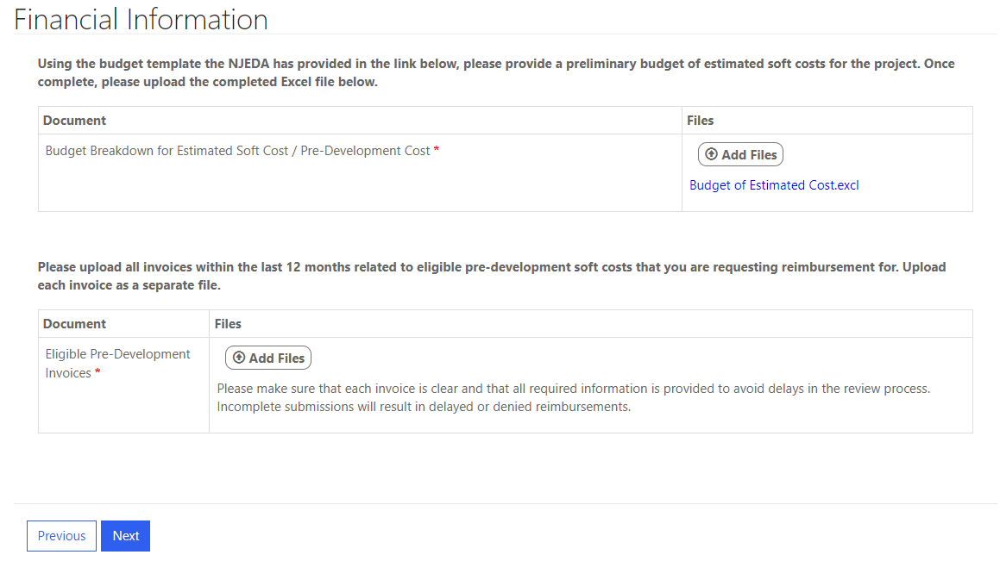 Financial Information
Using the budget template the NJEDA has provided in the link below, please provide a preliminary budget of estimated soft costs for the project. Once
complete, please upload the completed Excel file below.
Document
Files
Budget Breakdown for Estimated Soft Cost / Pre-Development Cost *
Add Files
Budget of Estimated Cost.excl
Please upload all invoices within the last 12 months related to eligible pre-development soft costs that you are requesting reimbursement for. Upload
each invoice as a separate file.
Document
Files
Eligible Pre-Development
Invoices *
Add Files
Please make sure that each invoice is clear and that all required information is provided to avoid delays in the review process.
Incomplete submissions will result in delayed or denied reimbursements.
Previous
Next